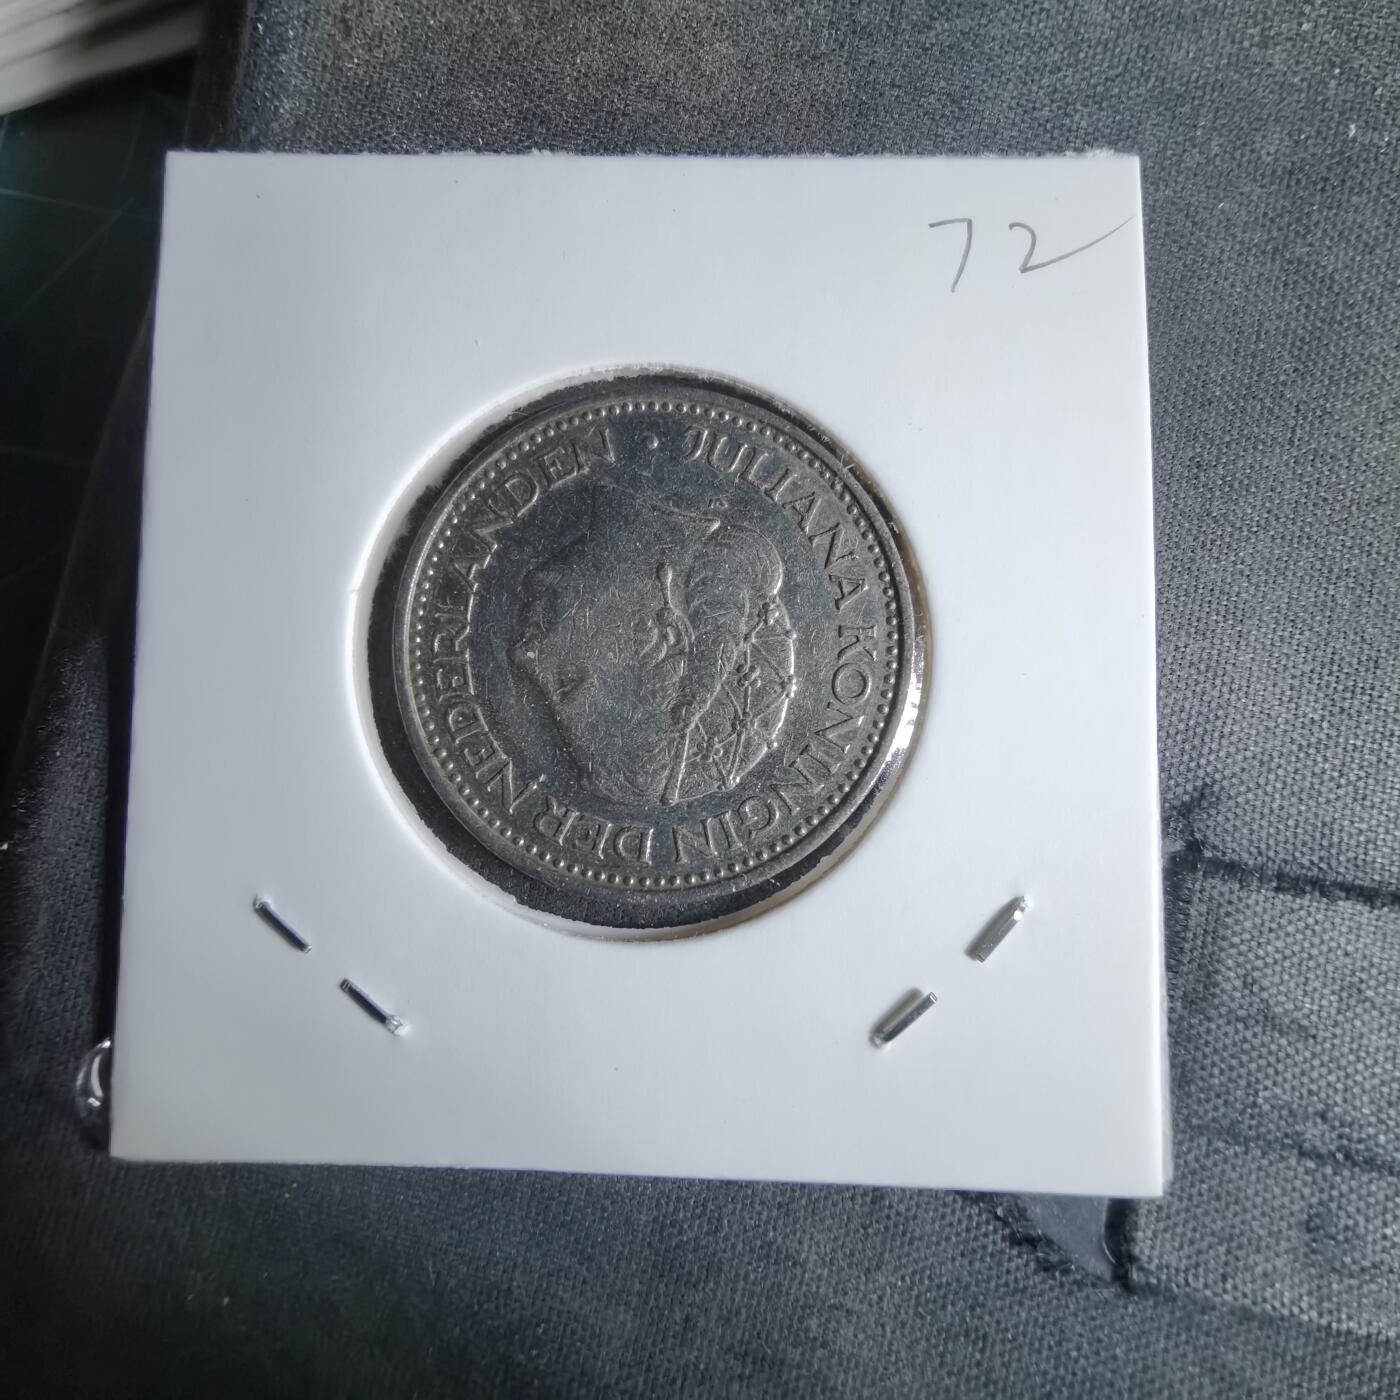 72
JULIANA KONINGIN DER NEDERLANDEN ·